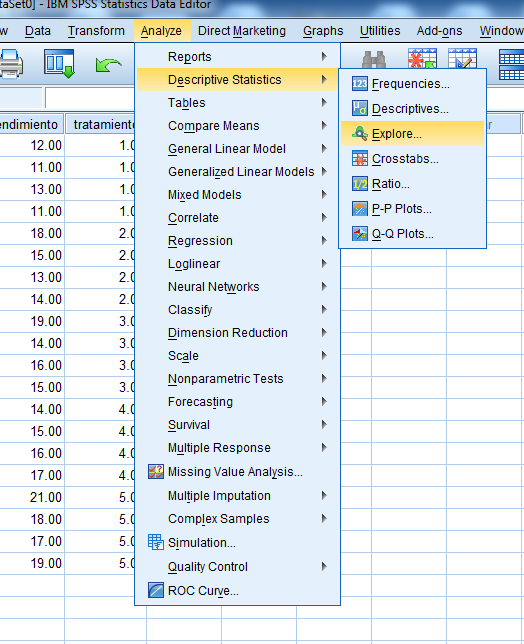 taSet0] - IBM SPSS Statistics Data Editor
w Data Transform Analyze Direct Marketing Graphs Utilities Add-ons Window
Reports
Descriptive Statistics
Tables
Compare Means
General Linear Model
Generalized Linear Models
Mixed Models
Correlate
Regression
Loglinear
Neural Networks
Classify
Dimension Reduction
Scale
Nonparametric Tests
Forecasting
Survival
Multiple Response
Missing Value Analysis...
Multiple Imputation
Complex Samples
Simulation...
Quality Control
ROC Curve...
Frequencies...
Descriptives...
Explore...
Crosstabs...
Ratio...
P-P Plots...
Q-Q Plots...
endimiento tratamiento r
12.00 1.0
11.00 1.0
13.00 1.0
11.00 1.0
18.00 2.0
15.00 2.0
13.00 2.0
14.00 2.0
19.00 3.0
14.00 3.0
16.00 3.0
15.00 3.0
14.00 4.0
15.00 4.0
16.00 4.0
17.00 4.0
21.00 5.0
18.00 5.0
17.00 5.0
19.00 5.0